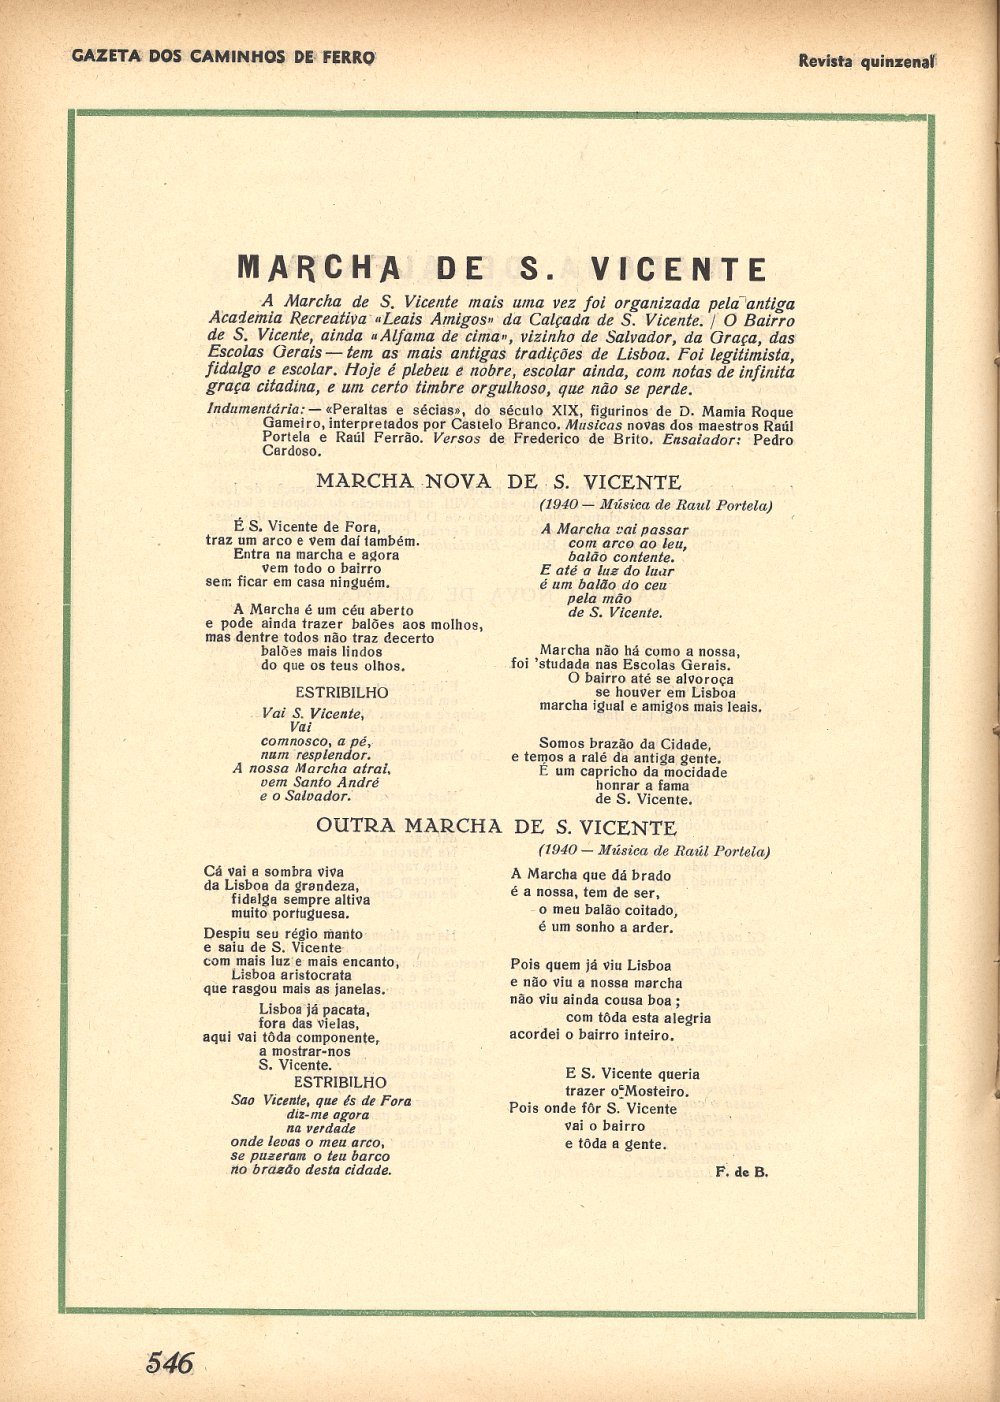 GAZETA DOS CAMINHOS DE FERRO
Revista quinzenal
MARCHA DE S. VICENTE
A Marcha de S. Vicente mais uma vez foi organizada pela antiga
Academia Recreativa «Leais Amigos» da Calçada de S. Vicente. / O Bairro
de S. Vicente, ainda «Alfama de cima», vizinho de Salvador, da Graça, das
Escolas Gerais — tem as mais antigas tradições de Lisboa. Foi legitimista,
fidalgo e escolar. Hoje é plebeu e nobre, escolar ainda, com notas de infinita
graça citadina, e um certo timbre orgulhoso, que não se perde.
Indumentária: — «Peraltas e sécias», do século XIX, figurinos de D. Mamia Roque
Gameiro, interpretados por Castelo Branco. Musicas novas dos maestros Raúl
Portela e Raúl Ferrão. Versos de Frederico de Brito. Ensaiador: Pedro
Cardoso.
MARCHA NOVA DE S. VICENTE
(1940 — Música de Raul Portela)
É S. Vicente de Fora,
traz um arco e vem daí também.
Entra na marcha e agora
vem todo o bairro
sem ficar em casa ninguém.
A Marcha é um céu aberto
e pode ainda trazer balões aos molhos,
mas dentre todos não traz decerto
balões mais lindos
do que os teus olhos.
ESTRIBILHO
Vai S. Vicente,
Vai
comnosco, a pé,
num resplendor.
A nossa Marcha atrai,
vem Santo André
e o Salvador.
A Marcha vai passar
com arco ao leu,
balão contente.
E até a luz do luar
é um balão do ceu
pela mão
de S. Vicente.
Marcha não há como a nossa,
foi 'studada nas Escolas Gerais.
O bairro até se alvoroça
se houver em Lisboa
marcha igual e amigos mais leais.
Somos brazão da Cidade,
e temos a ralé da antiga gente.
É um capricho da mocidade
honrar a fama
de S. Vicente.
OUTRA MARCHA DE S. VICENTE
(1940 — Música de Raúl Portela)
Cá vai a sombra viva
da Lisboa da grandeza,
fidalga sempre altiva
muito portuguesa.
Despiu seu régio manto
e saiu de S. Vicente
com mais luz e mais encanto,
Lisboa aristocrata
que rasgou mais as janelas.
Lisboa já pacata,
fora das vielas,
aqui vai tôda componente,
a mostrar-nos
S. Vicente.
ESTRIBILHO
Sao Vicente, que és de Fora
diz-me agora
na verdade
onde levas o meu arco,
se puzeram o teu barco
no brazão desta cidade.
A Marcha que dá brado
é a nossa, tem de ser,
o meu balão coitado,
é um sonho a arder.
Pois quem já viu Lisboa
e não viu a nossa marcha
não viu ainda cousa boa ;
com tôda esta alegria
acordei o bairro inteiro.
E S. Vicente queria
trazer o Mosteiro.
Pois onde fôr S. Vicente
vai o bairro
e tôda a gente.
F. de B.
546